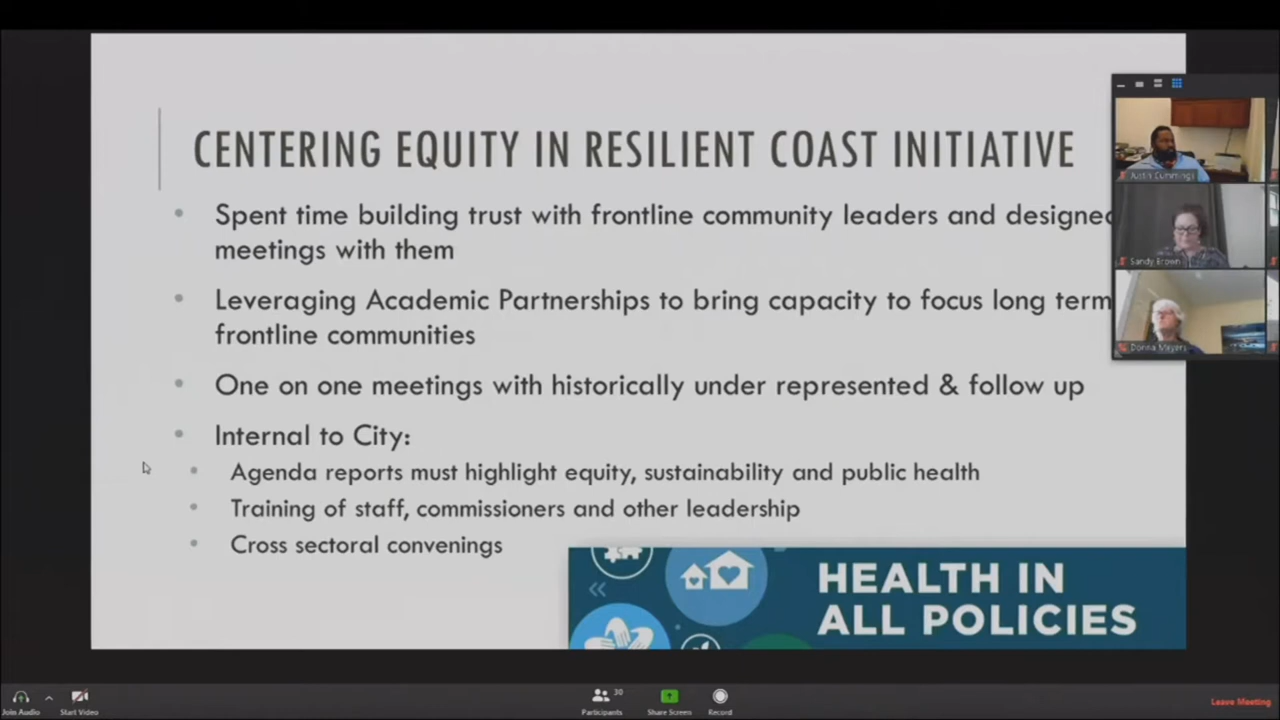 CENTERING EQUITY IN RESILIENT COAST INITIATIVE
Spent time building trust with frontline community leaders and designed
meetings with them
Leveraging Academic Partnerships to bring capacity to focus long term
frontline communities
One on one meetings with historically under represented & follow up
Internal to City:
Agenda reports must highlight equity, sustainability and public health
Training of staff, commissioners and other leadership
Cross sectoral convenings
HEALTH IN
ALL POLICIES
Justin Cummings
Sandy Brown
Donna Meyers
Join Audio
Start Video
30
Participants
Share Screen
Record
Leave Meeting